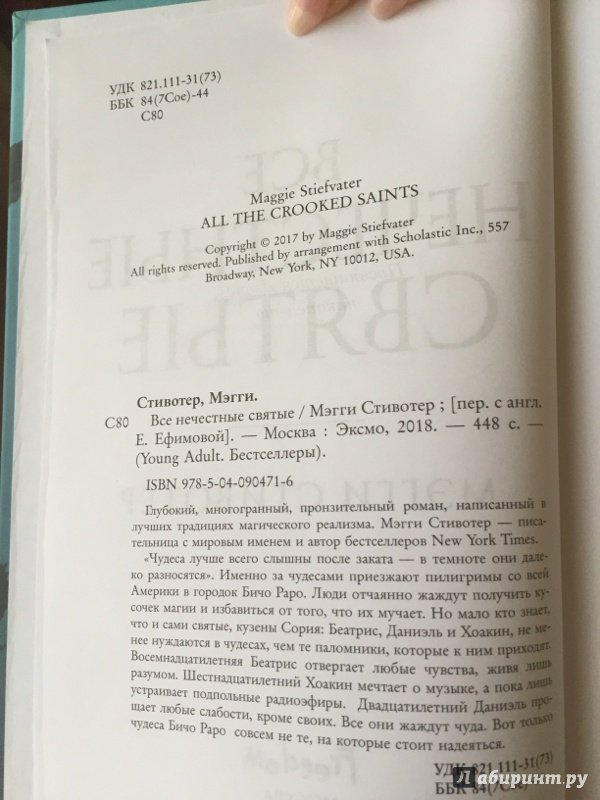 УДК 821.111-31(73)
ББК 84(7Сое)-44
С80
Maggie Stiefvater
ALL THE CROOKED SAINTS
Copyright © 2017 by Maggie Stiefvater
All rights reserved. Published by arrangement with Scholastic Inc., 557
Broadway, New York, NY 10012, USA.
Стивотер, Мэгги.
С80 Все нечестные святые / Мэгги Стивотер ; [пер. с англ.
Е. Ефимовой]. — Москва : Эксмо, 2018. — 448 с. —
(Young Adult. Бестселлеры).
ISBN 978-5-04-090471-6
Глубокий, многогранный, пронзительный роман, написанный в
лучших традициях магического реализма. Мэгги Стивотер — писа-
тельница с мировым именем и автор бестселлеров New York Times.
«Чудеса лучше всего слышны после заката — в темноте они дале-
ко разносятся». Именно за чудесами приезжают пилигримы со всей
Америки в городок Бичо Раро. Люди отчаянно жаждут получить ку-
сочек магии и избавиться от того, что их мучает. Но мало кто знает,
что и сами святые, кузены Сория: Беатрис, Даниэль и Хоакин, не ме-
нее нуждаются в чудесах, чем те паломники, которые к ним приходят.
Восемнадцатилетняя Беатрис отвергает любые чувства, живя лишь
разумом. Шестнадцатилетний Хоакин мечтает о музыке, а пока лишь
устраивает подпольные радиоэфиры. Двадцатилетний Даниэль про-
щает любые слабости, кроме своих. Все они жаждут чуда. Вот только
чудеса Бичо Раро совсем не те, на которые стоит надеяться.
УДК 821.111-31(73)
ББК 84(7Сое)
Лабиринт.ру